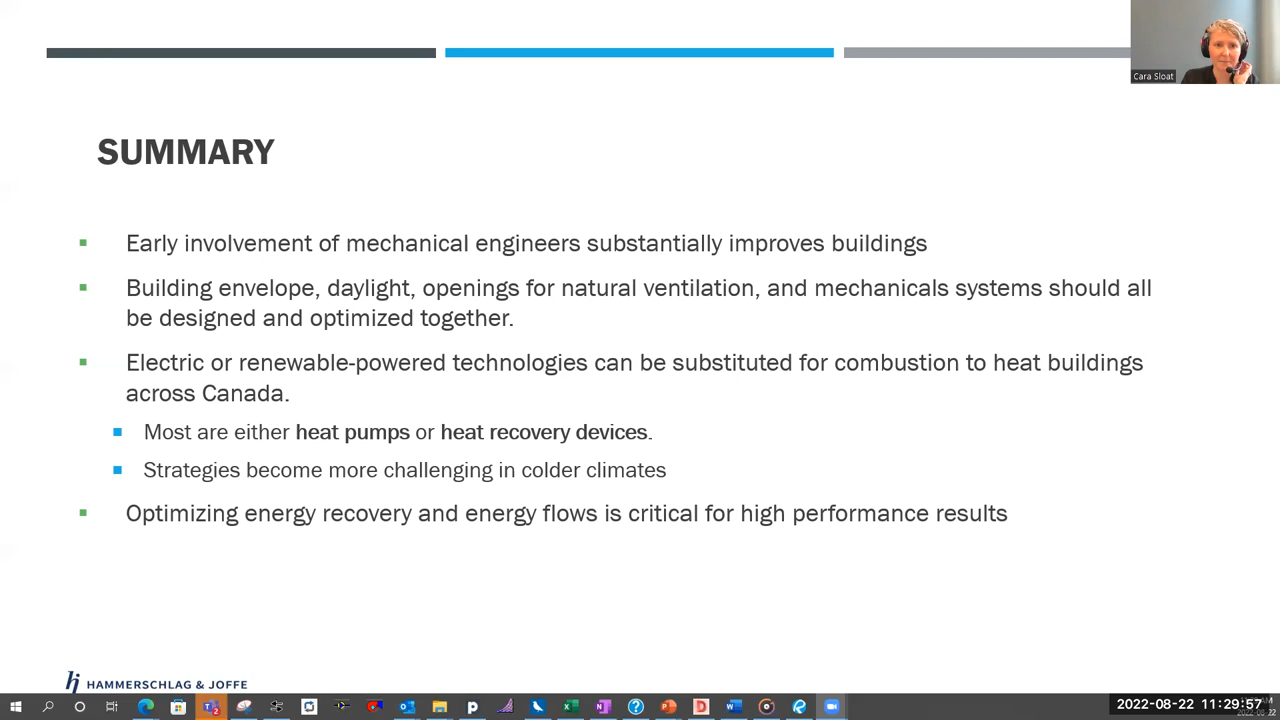 Cara Sloat
SUMMARY
Early involvement of mechanical engineers substantially improves buildings
Building envelope, daylight, openings for natural ventilation, and mechanicals systems should all
be designed and optimized together.
Electric or renewable-powered technologies can be substituted for combustion to heat buildings
across Canada.
Most are either heat pumps or heat recovery devices.
Strategies become more challenging in colder climates
Optimizing energy recovery and energy flows is critical for high performance results
hj HAMMERSCHLAG & JOFFE
2022-08-22 11:29:57